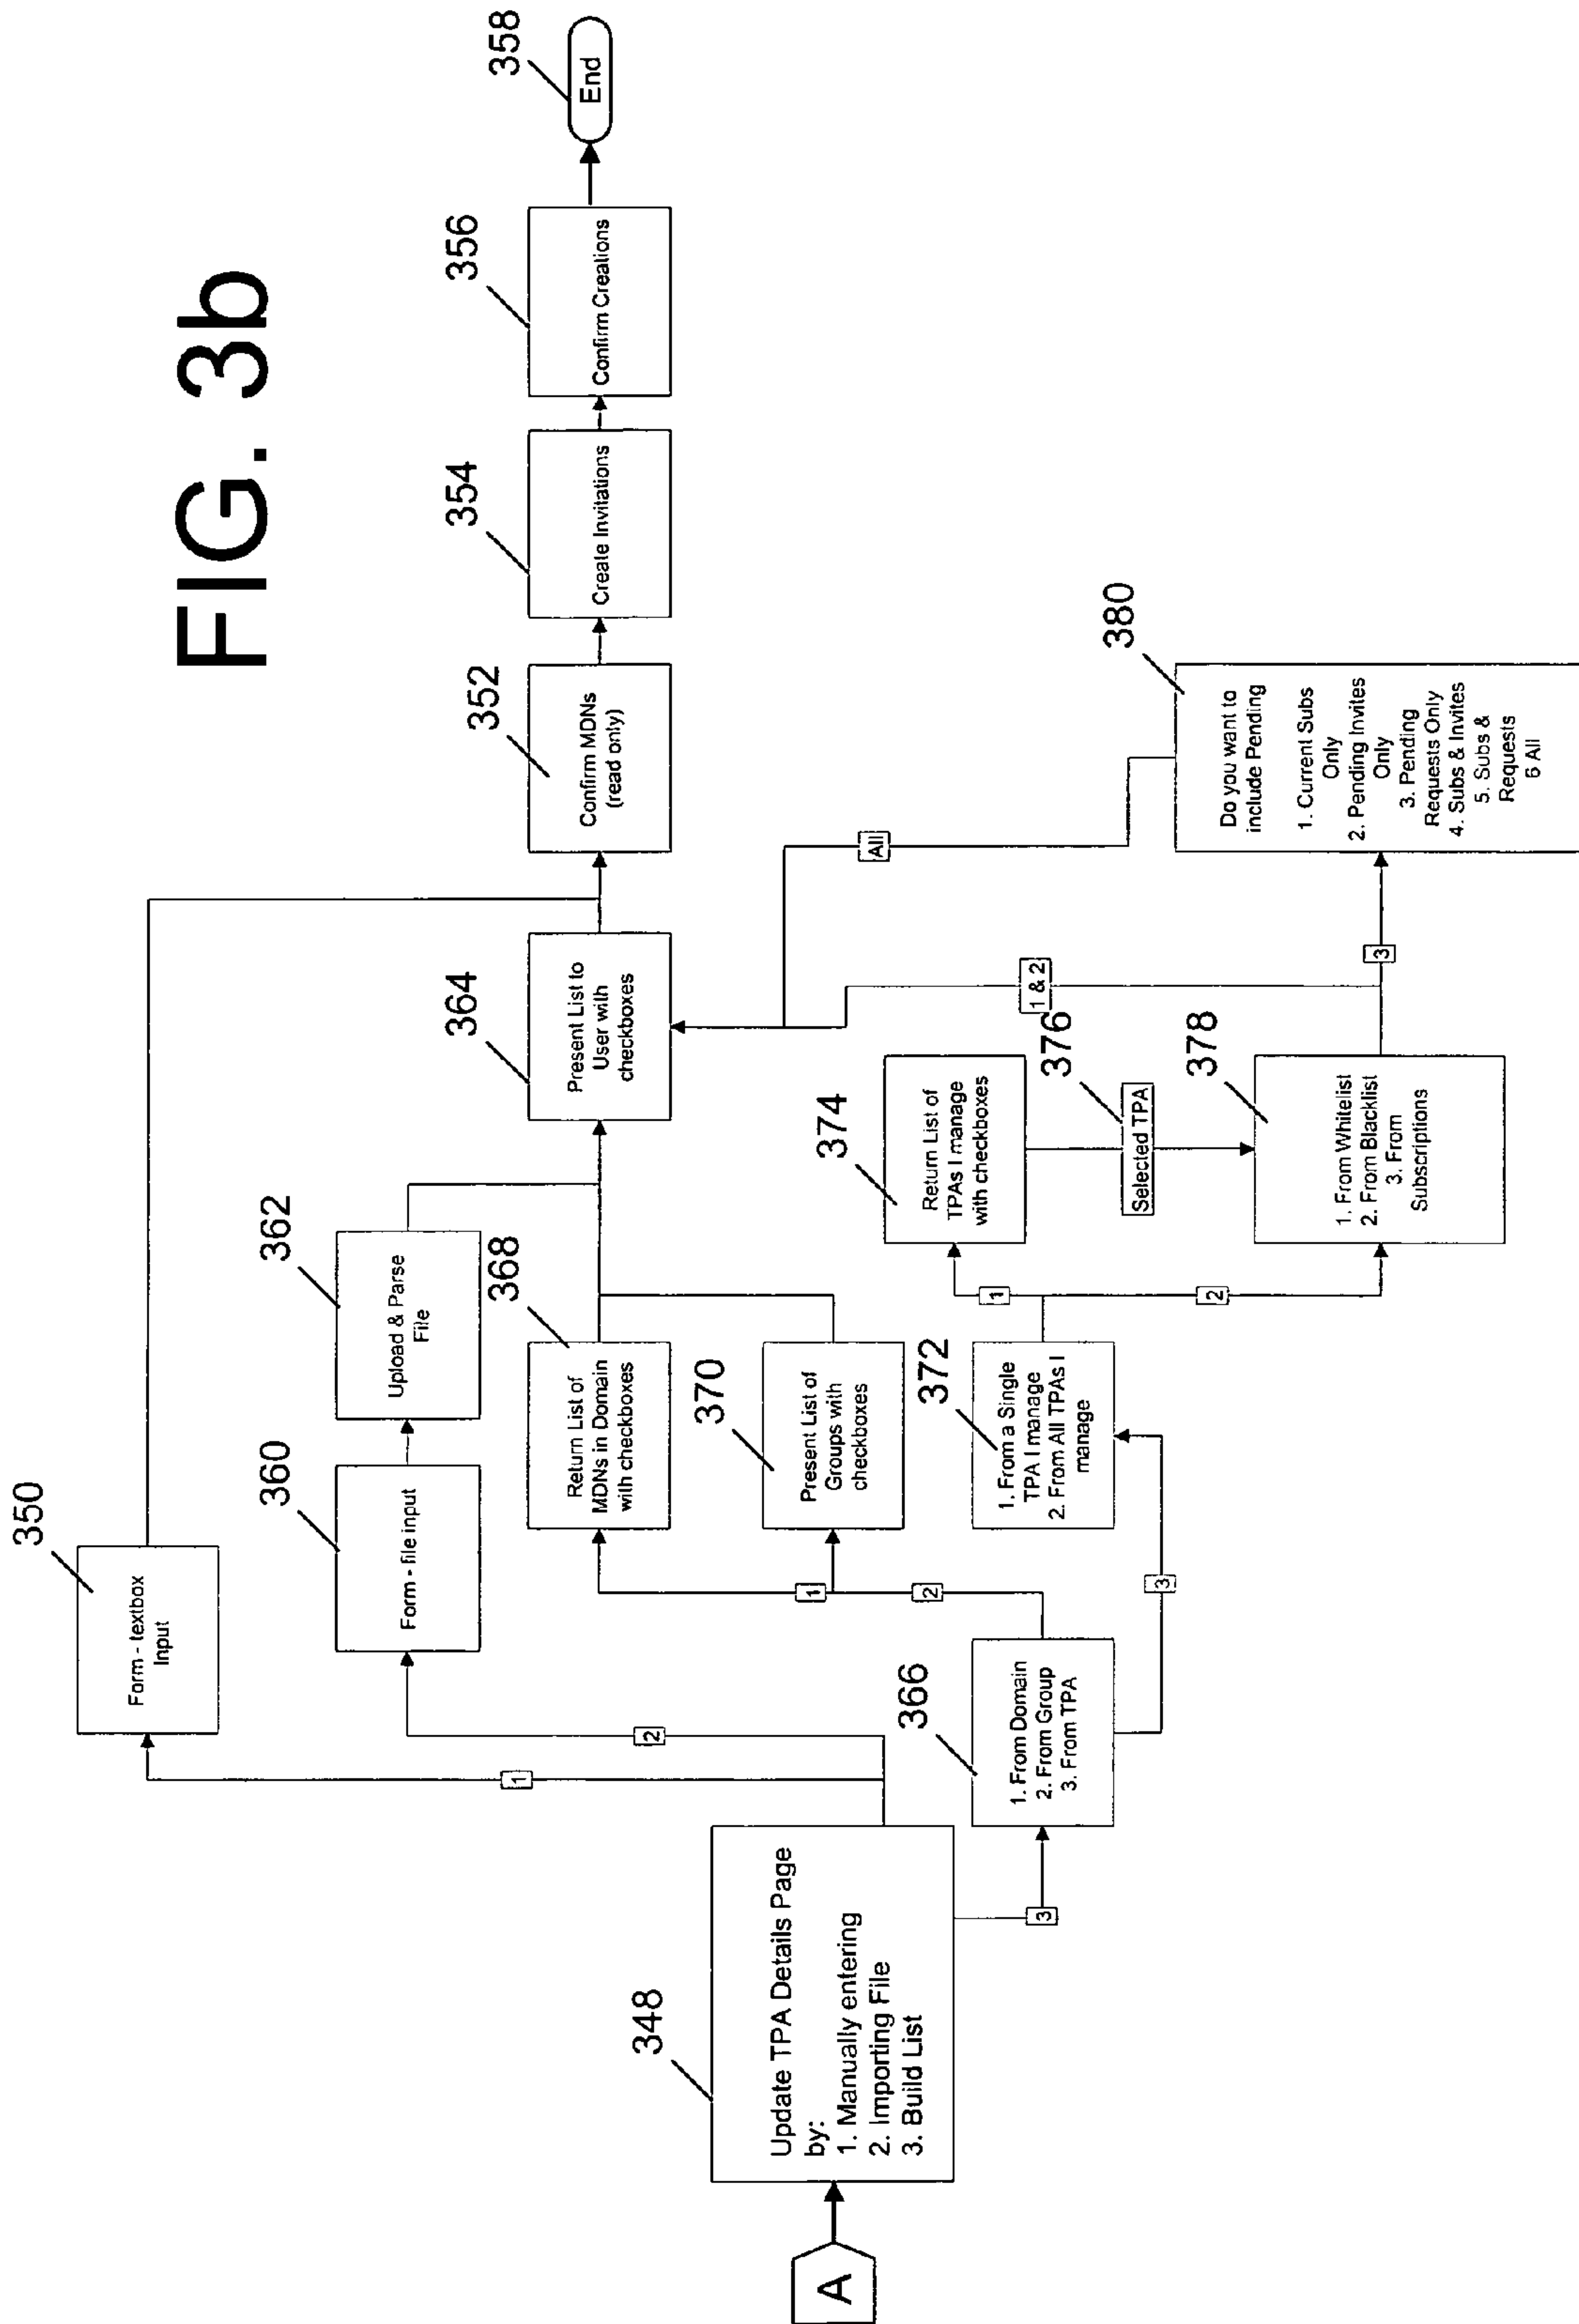 FIG. 3b
A
348
Update TPA Details Page
by:
1. Manually entering
2. Importing File
3. Build List
1
2
3
350
Form - textbox
Input
360
Form - file input
362
Upload & Parse
File
366
1. From Domain
2. From Group
3. From TPA
1
2
3
368
Return List of
MDNs in Domain
with checkboxes
370
Present List of
Groups with
checkboxes
372
1. From a Single
TPA I manage
2. From All TPAs I
manage
1
2
374
Return List of
TPAs I manage
with checkboxes
376
Selected TPA
378
1. From Whitelist
2. From Blacklist
3. From
Subscriptions
1 & 2
3
380
Do you want to
include Pending
1. Current Subs
Only
2. Pending Invites
Only
3. Pending
Requests Only
4. Subs & Invites
5. Subs &
Requests
6 All
All
364
Present List to
User with
checkboxes
352
Confirm MDNs
(read only)
354
Create Invitations
356
Confirm Creations
358
End